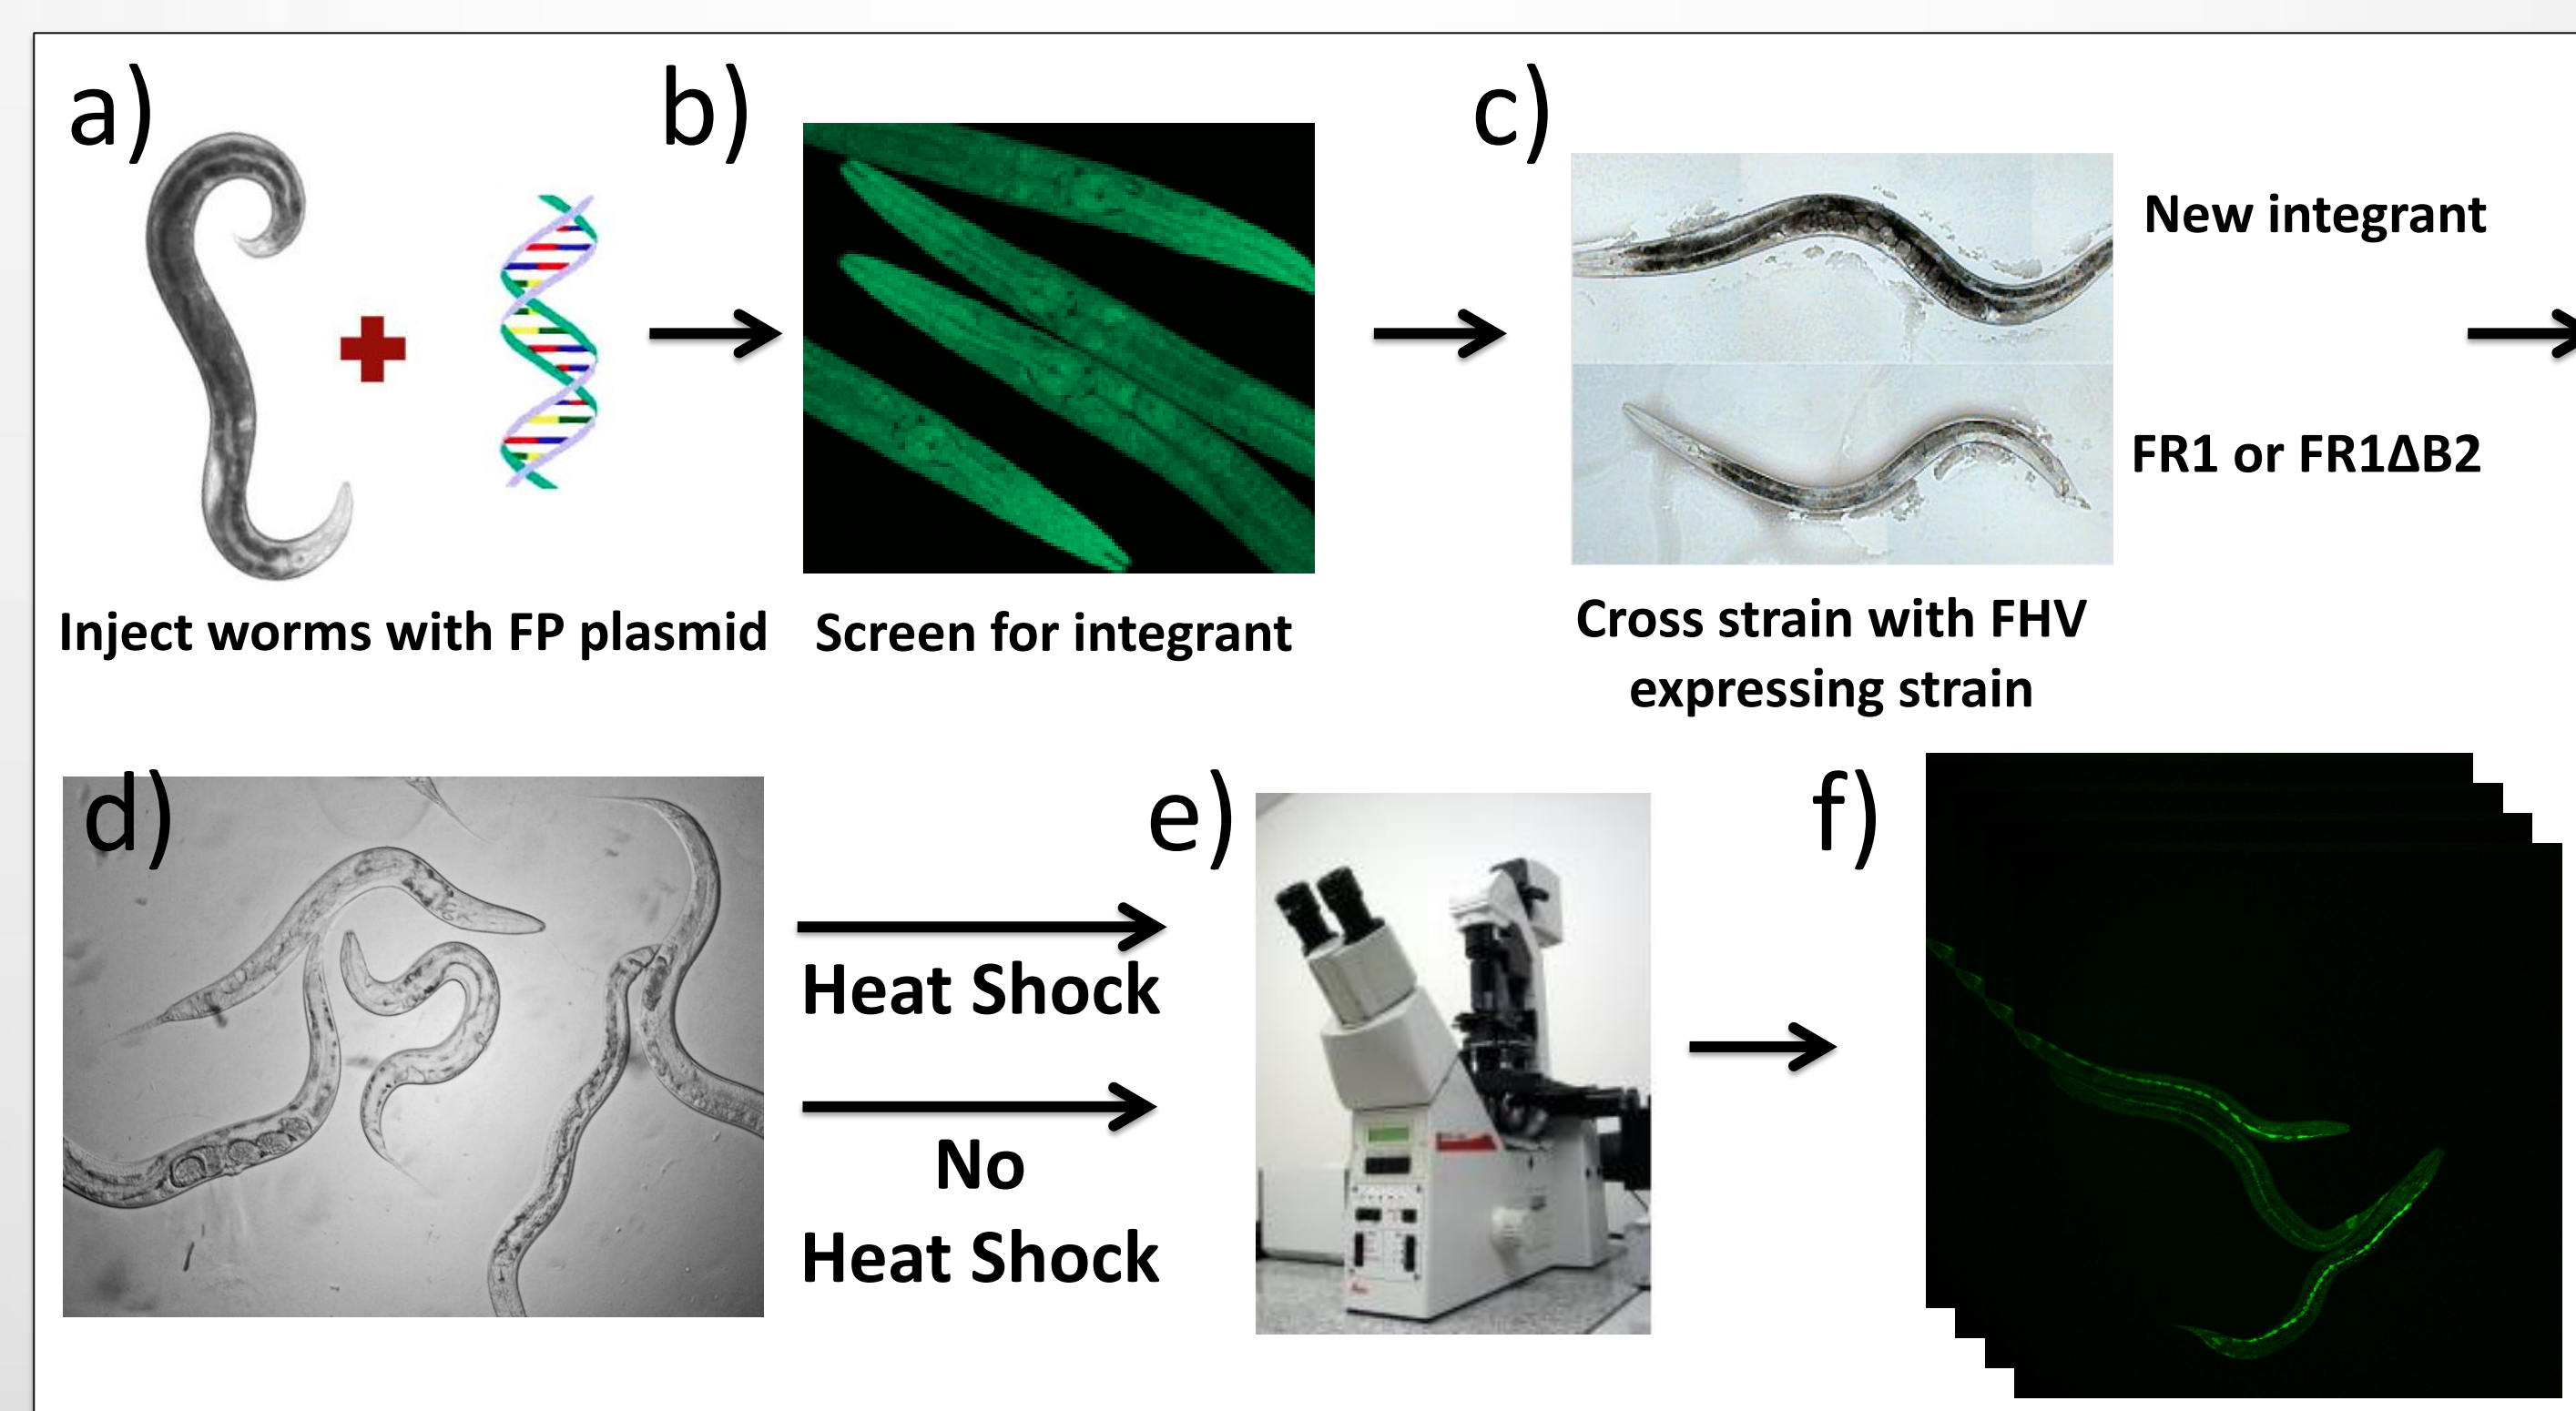 a)
b)
c)
New integrant
FR1 or FR1ΔB2
Inject worms with FP plasmid
Screen for integrant
Cross strain with FHV
expressing strain
d)
e)
f)
Heat Shock
No
Heat Shock